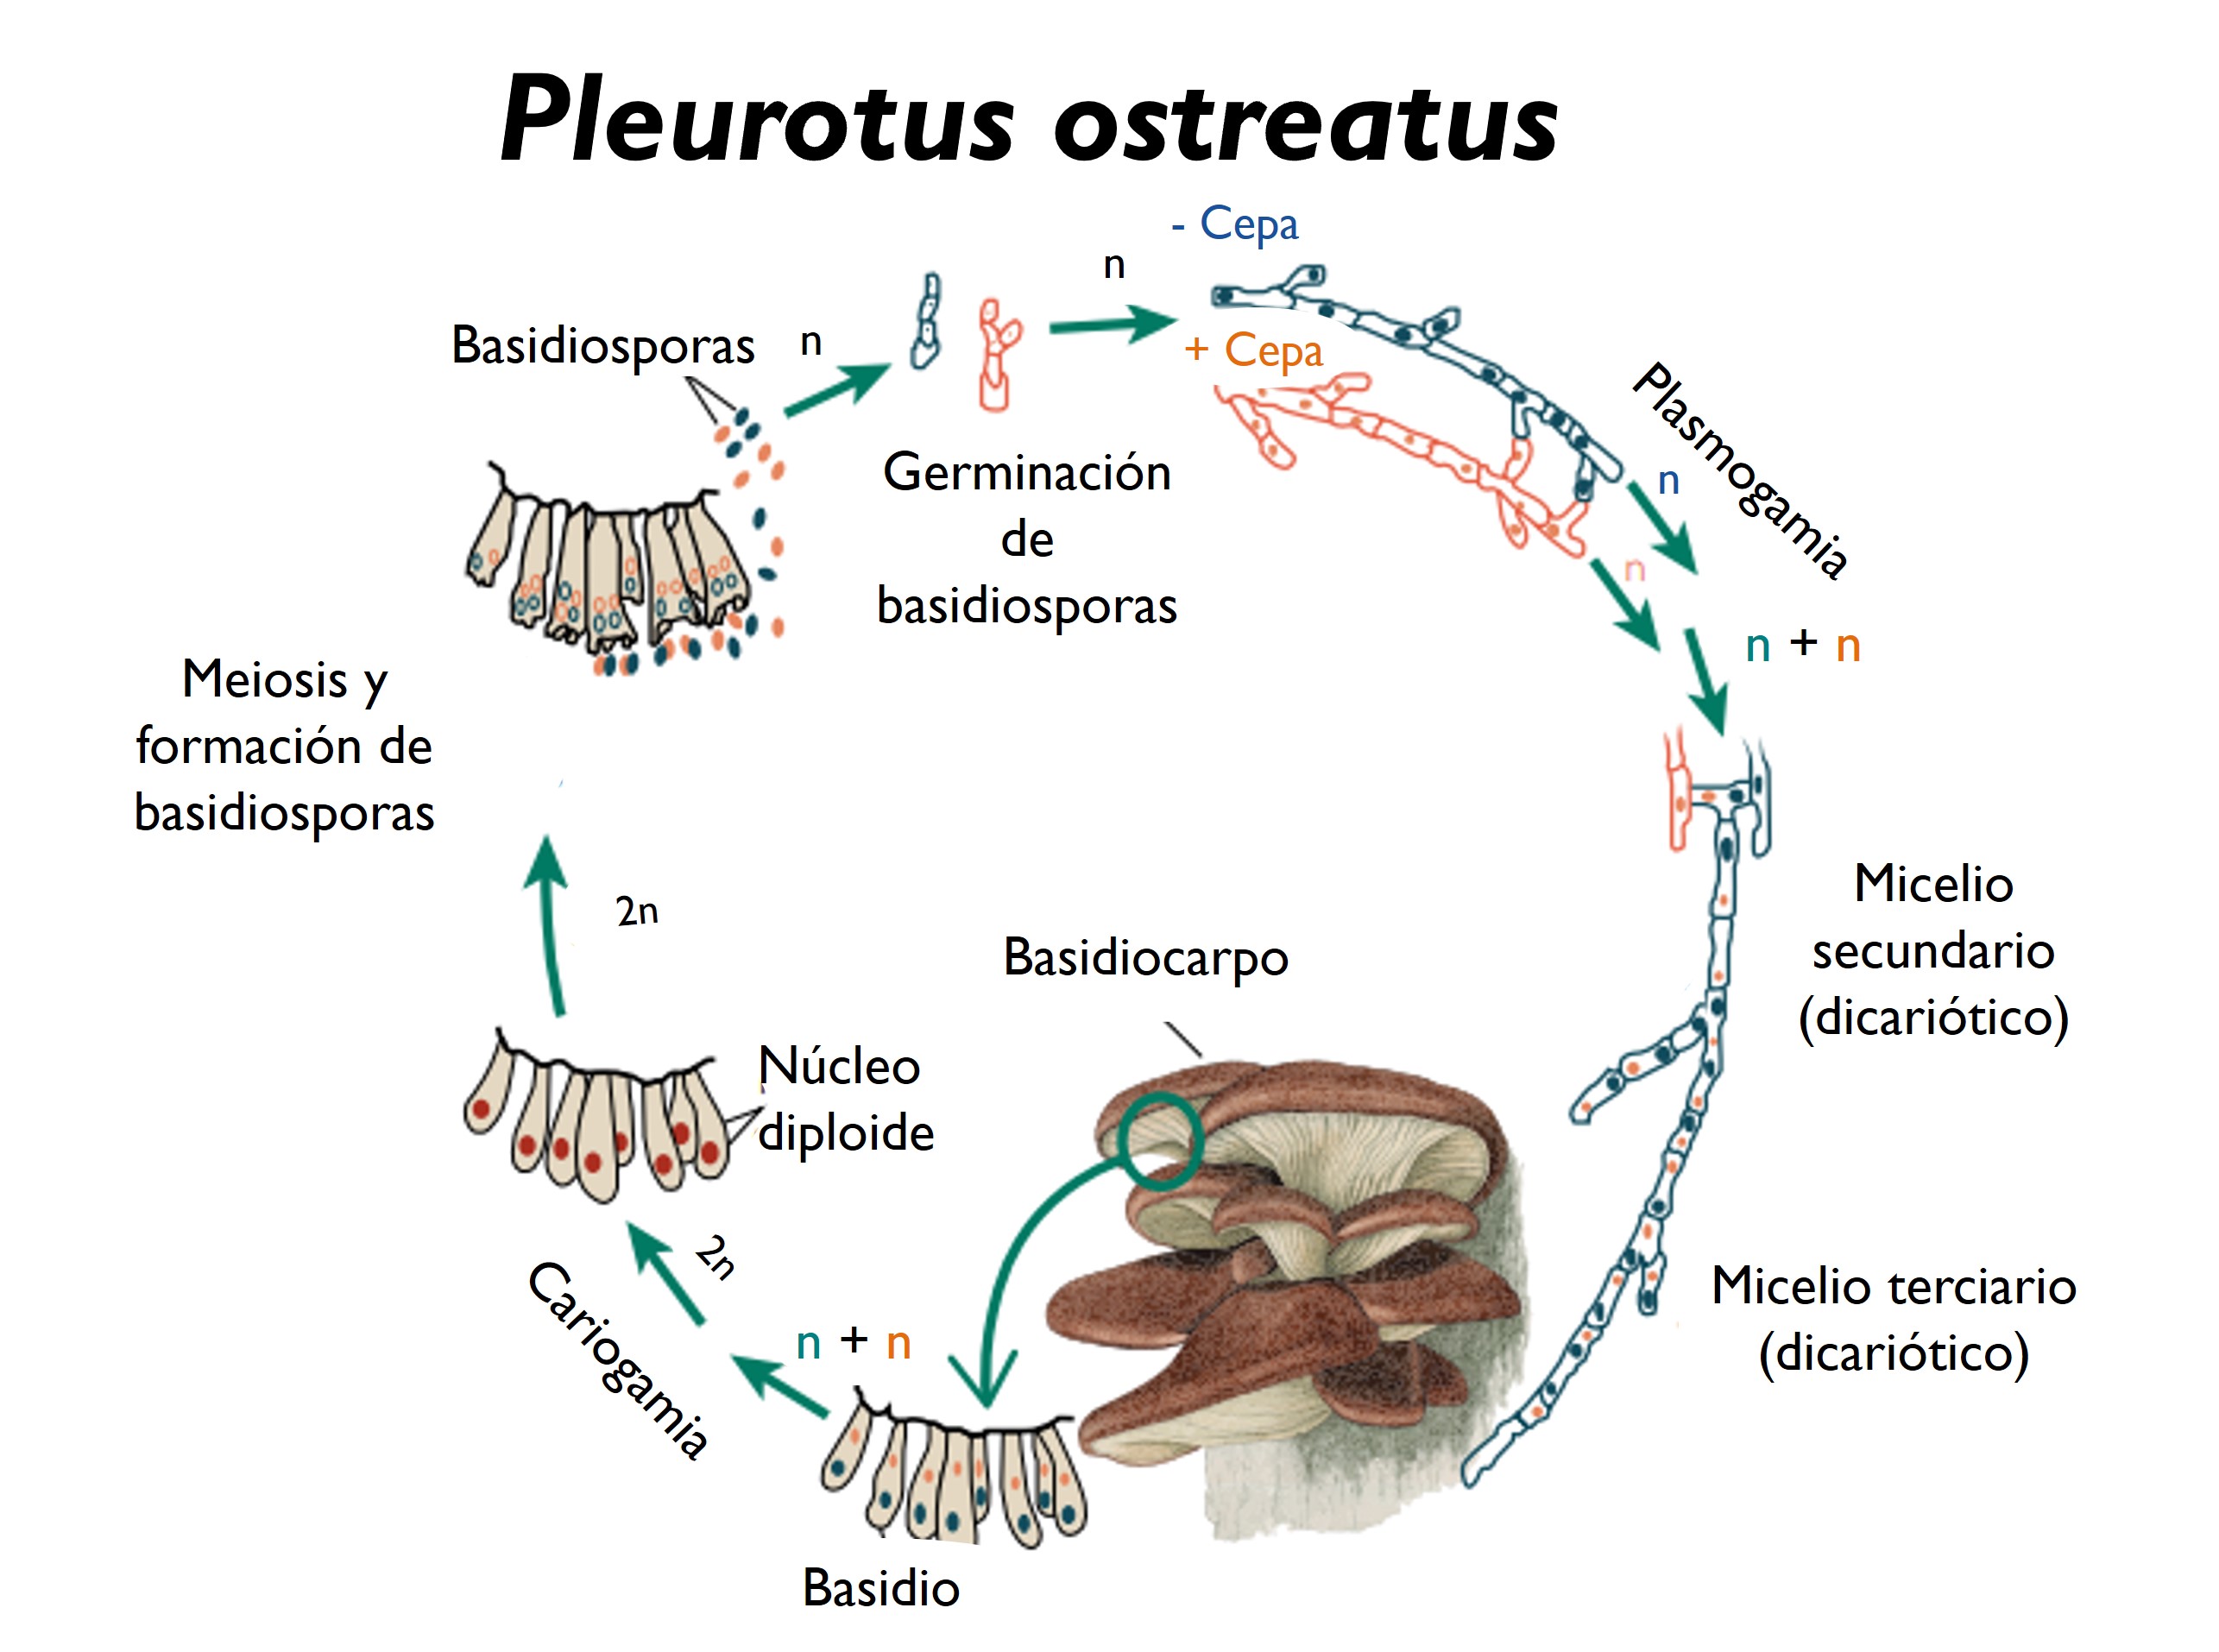 Pleurotus ostreatus
- Cepa
n
+ Cepa
Basidiosporas
n
Germinación
de
basidiosporas
Plasmogamia
n
n
n + n
Meiosis y
formación de
basidiosporas
2n
Micelio
secundario
(dicariótico)
Basidiocarpo
Núcleo
diploide
2n
Cariogamia
n + n
Micelio terciario
(dicariótico)
Basidio